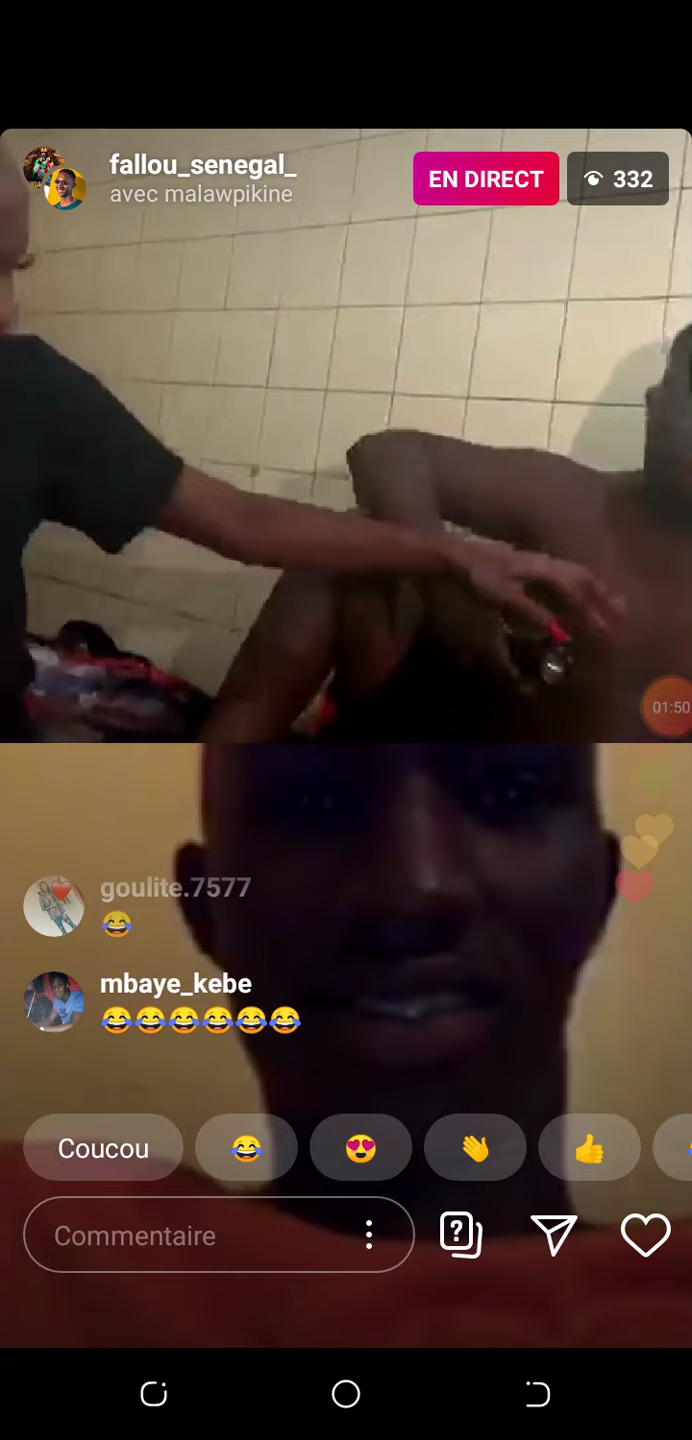 fallou_senegal_
avec malawpikine
EN DIRECT
332
01:50
goulite.7577
😂
mbaye_kebe
😂😂😂😂😂😂
Coucou
Commentaire